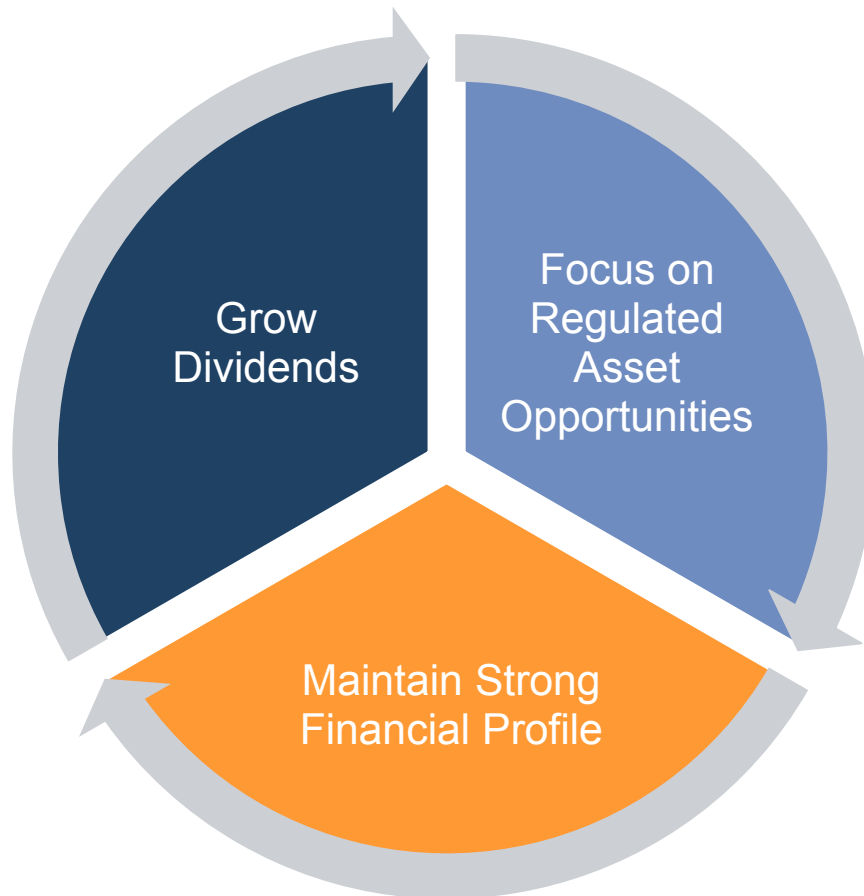 Grow
Dividends
Focus on
Regulated
Asset
Opportunities
Maintain Strong
Financial Profile